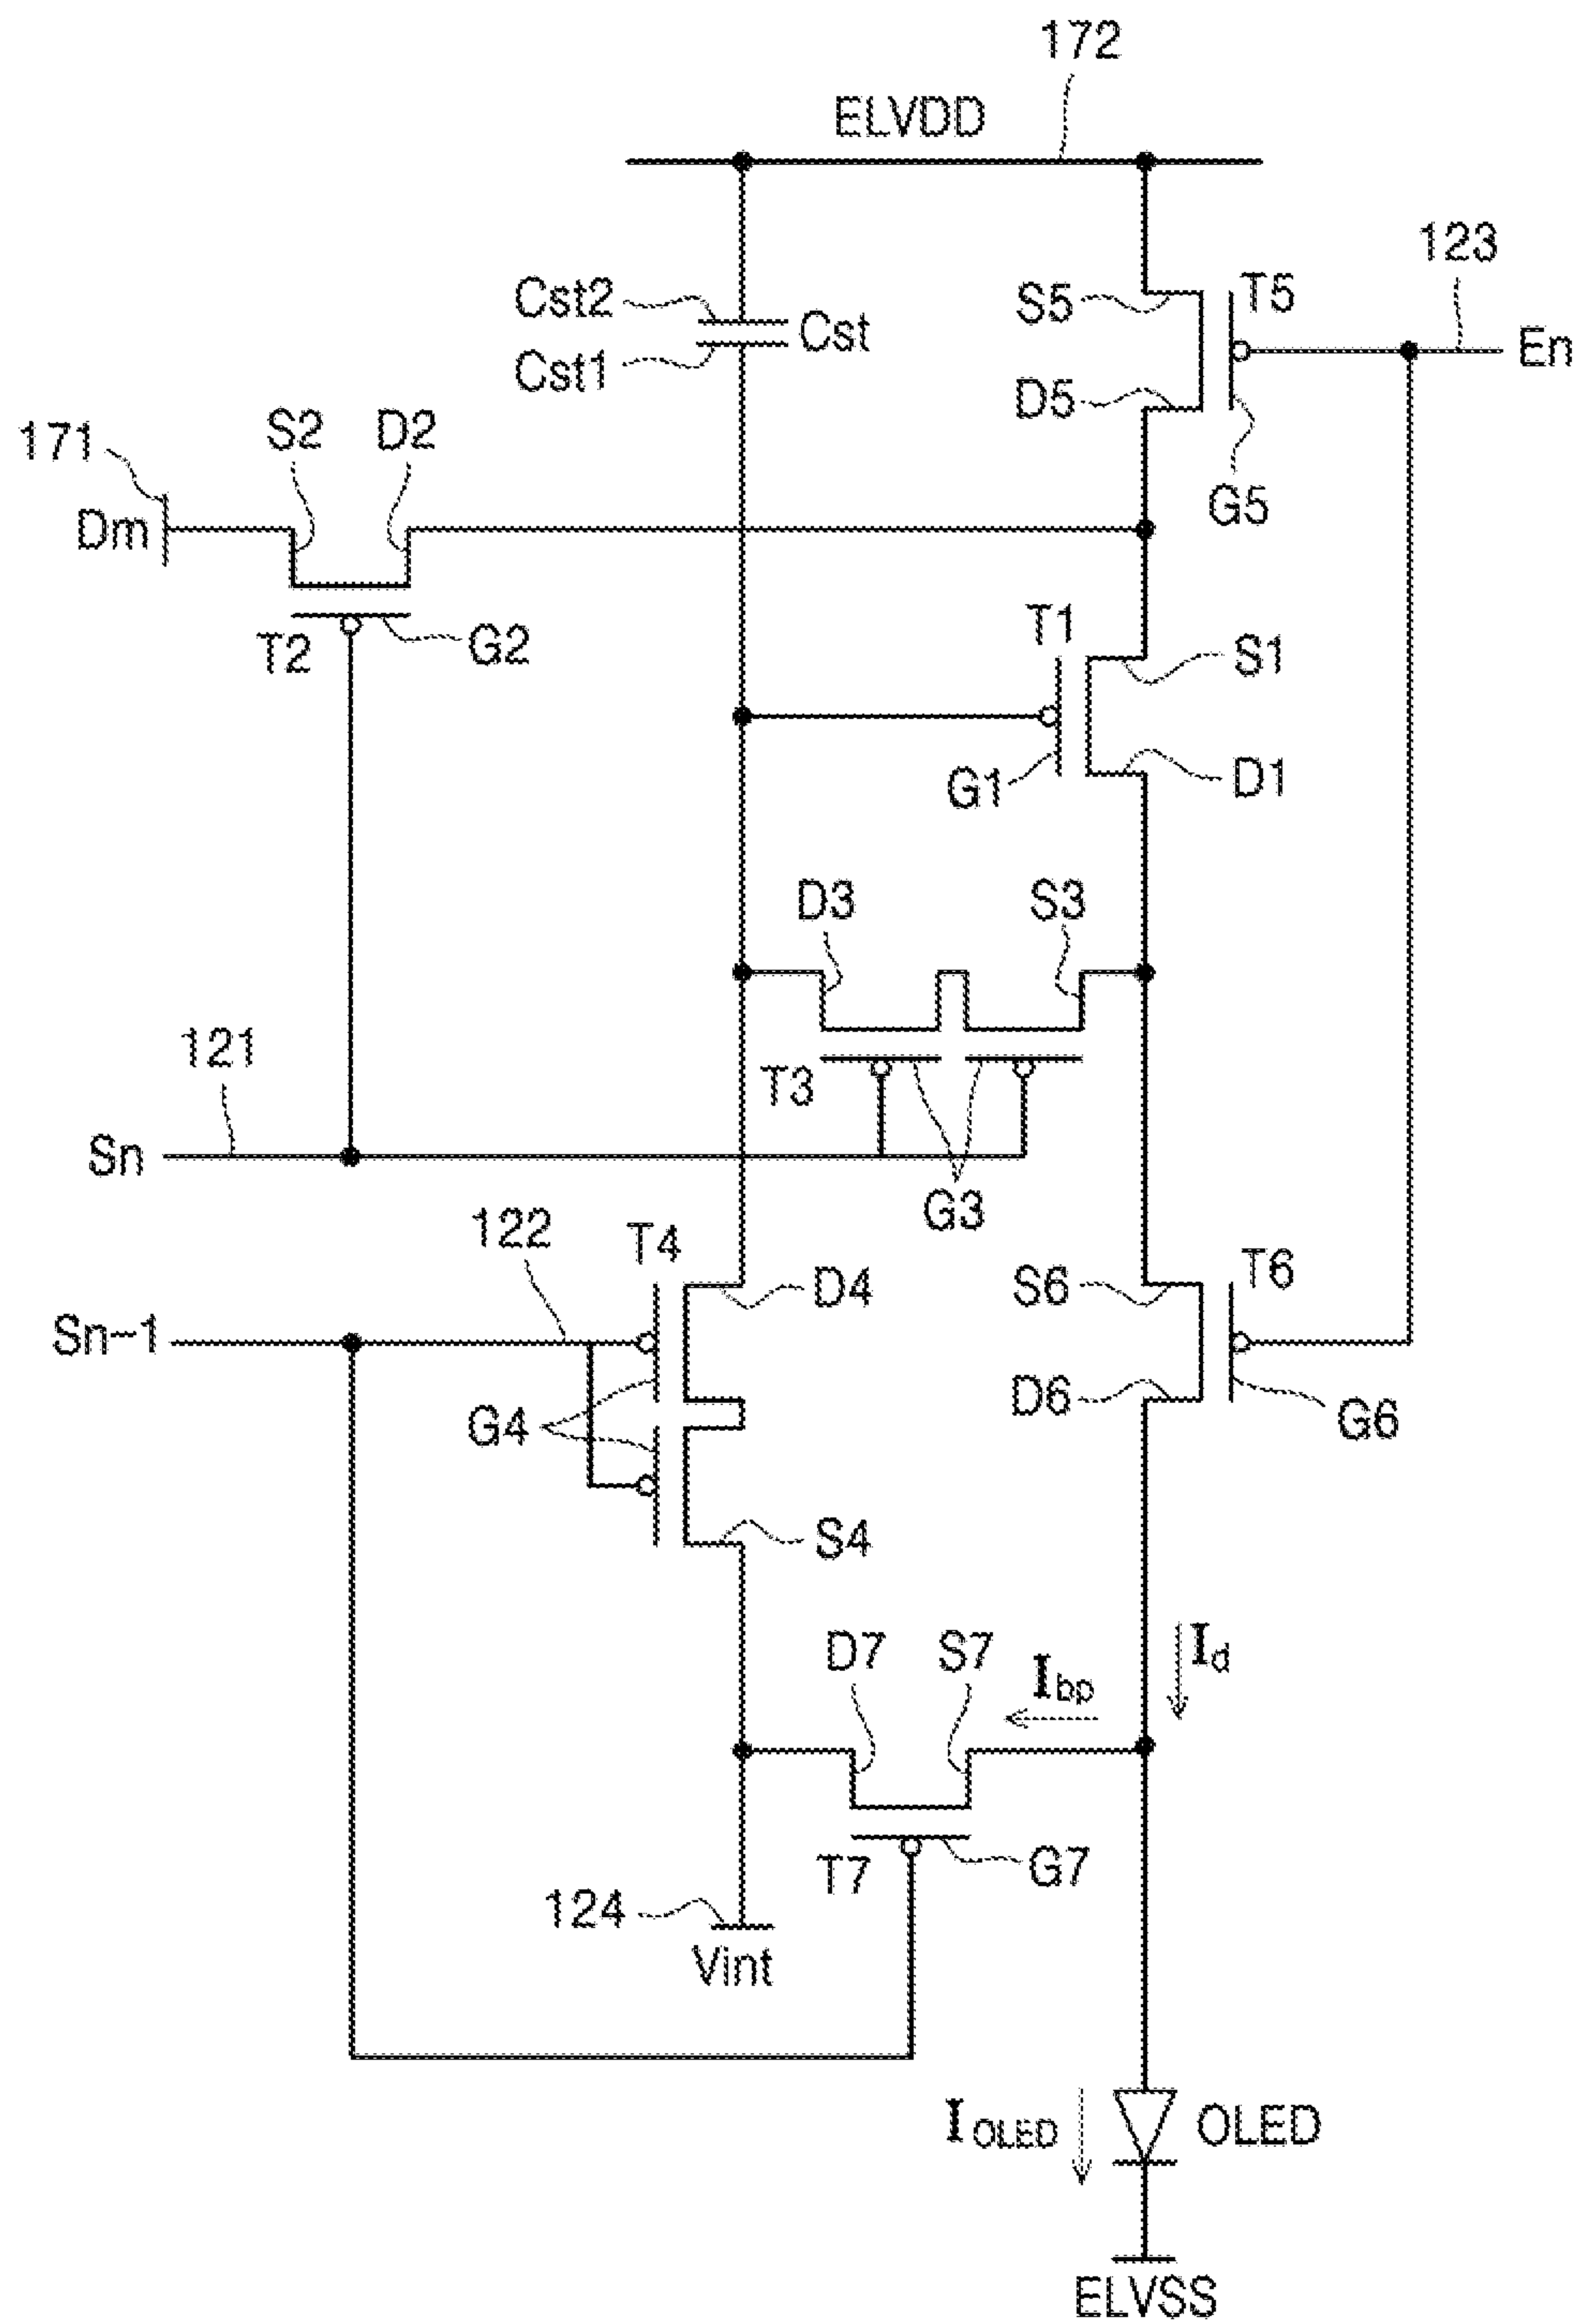 172
ELVDD
123
Cst2
S5
T5
Cst
En
Cst1
D5
171
S2
D2
G5
Dm
T1
T2
G2
S1
G1
D1
D3
S3
121
T3
Sn
G3
122
T4
T6
D4
S6
Sn-1
D6
G4
G6
S4
D7
S7
Ibp
Id
T7
G7
124
Vint
IOLED
OLED
ELVSS